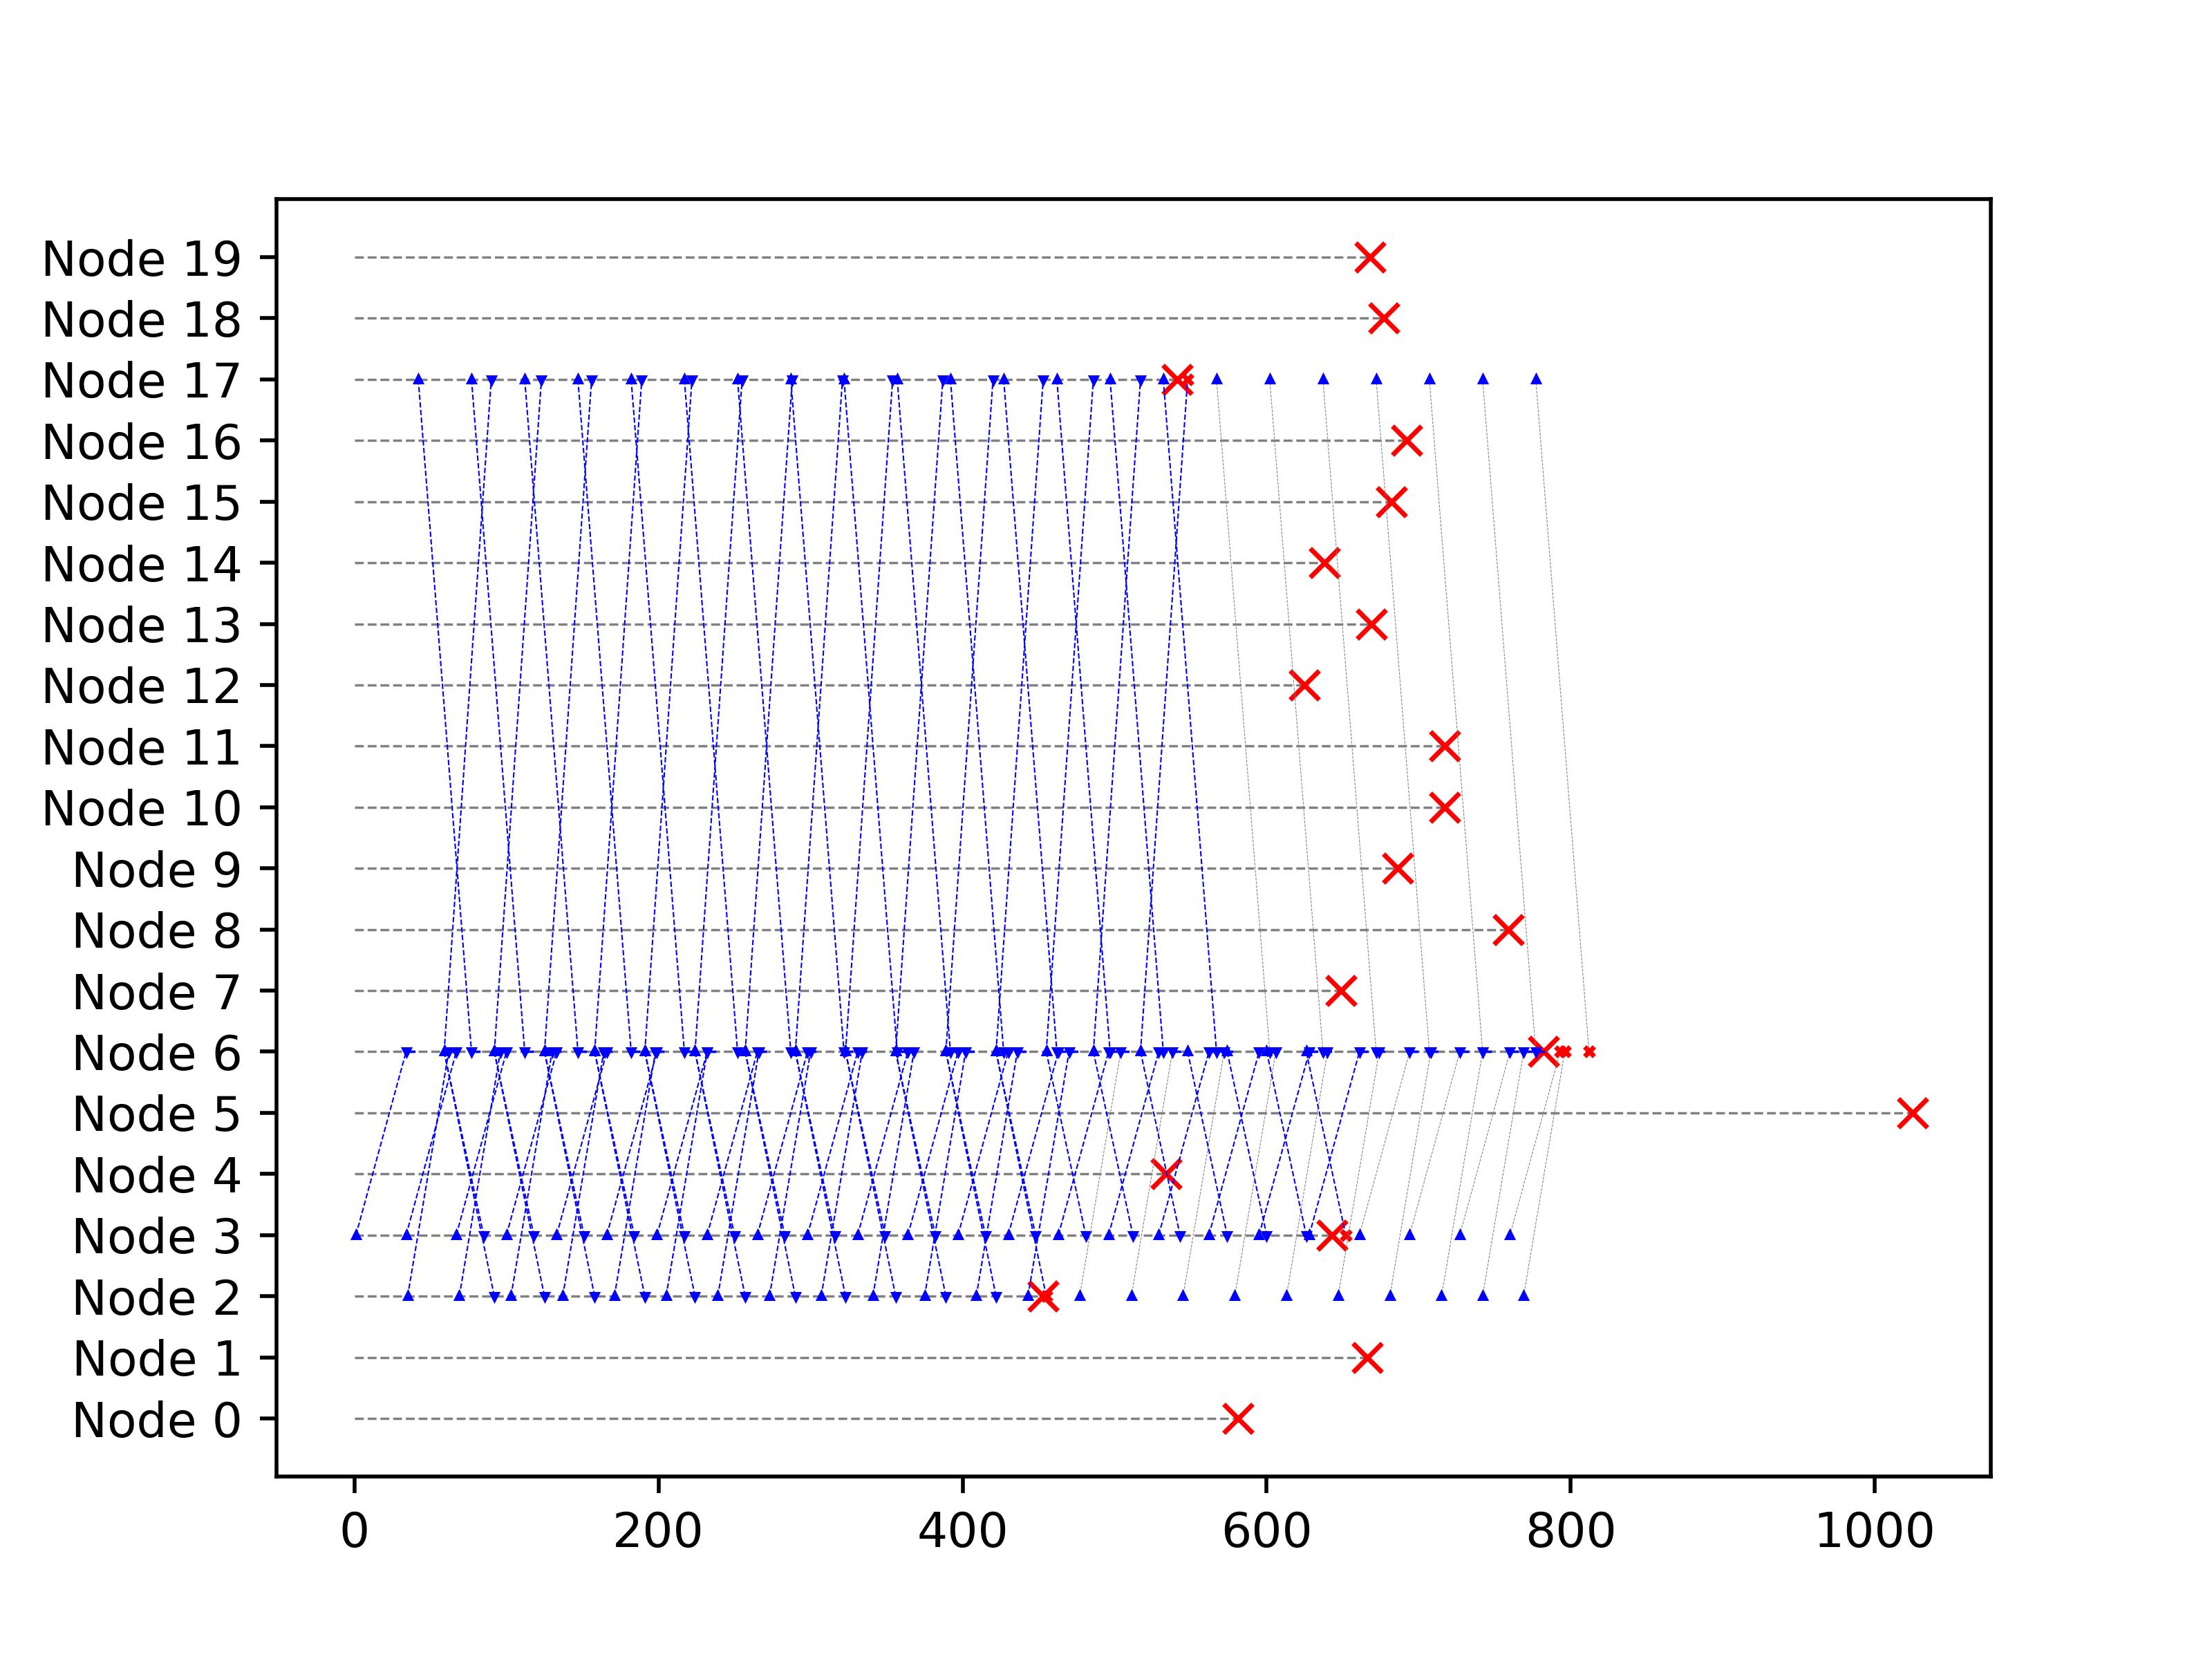 Node 19
Node 18
Node 17
Node 16
Node 15
Node 14
Node 13
Node 12
Node 11
Node 10
Node 9
Node 8
Node 7
Node 6
Node 5
Node 4
Node 3
Node 2
Node 1
Node 0
0 200 400 600 800 1000